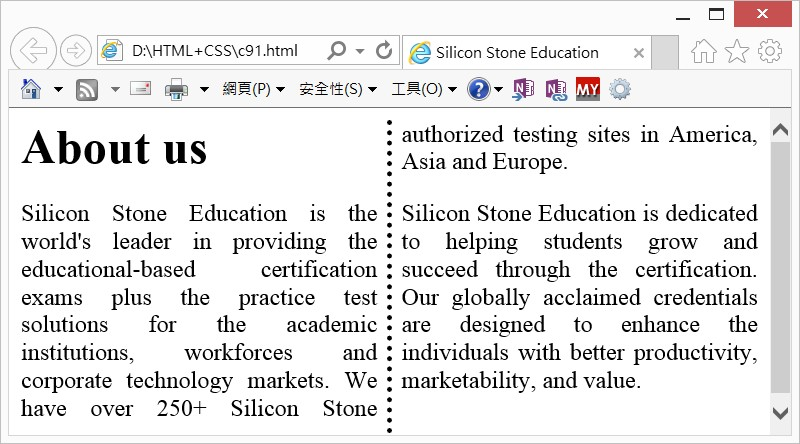 D:\HTML+CSS\c91.html
Silicon Stone Education
網頁(P)
安全性(S)
工具(O)
?
N
N
MY
About us
Silicon Stone Education is the
world's leader in providing the
educational-based certification
exams plus the practice test
solutions for the academic
institutions, workforces and
corporate technology markets. We
have over 250+ Silicon Stone
authorized testing sites in America,
Asia and Europe.
Silicon Stone Education is dedicated
to helping students grow and
succeed through the certification.
Our globally acclaimed credentials
are designed to enhance the
individuals with better productivity,
marketability, and value.